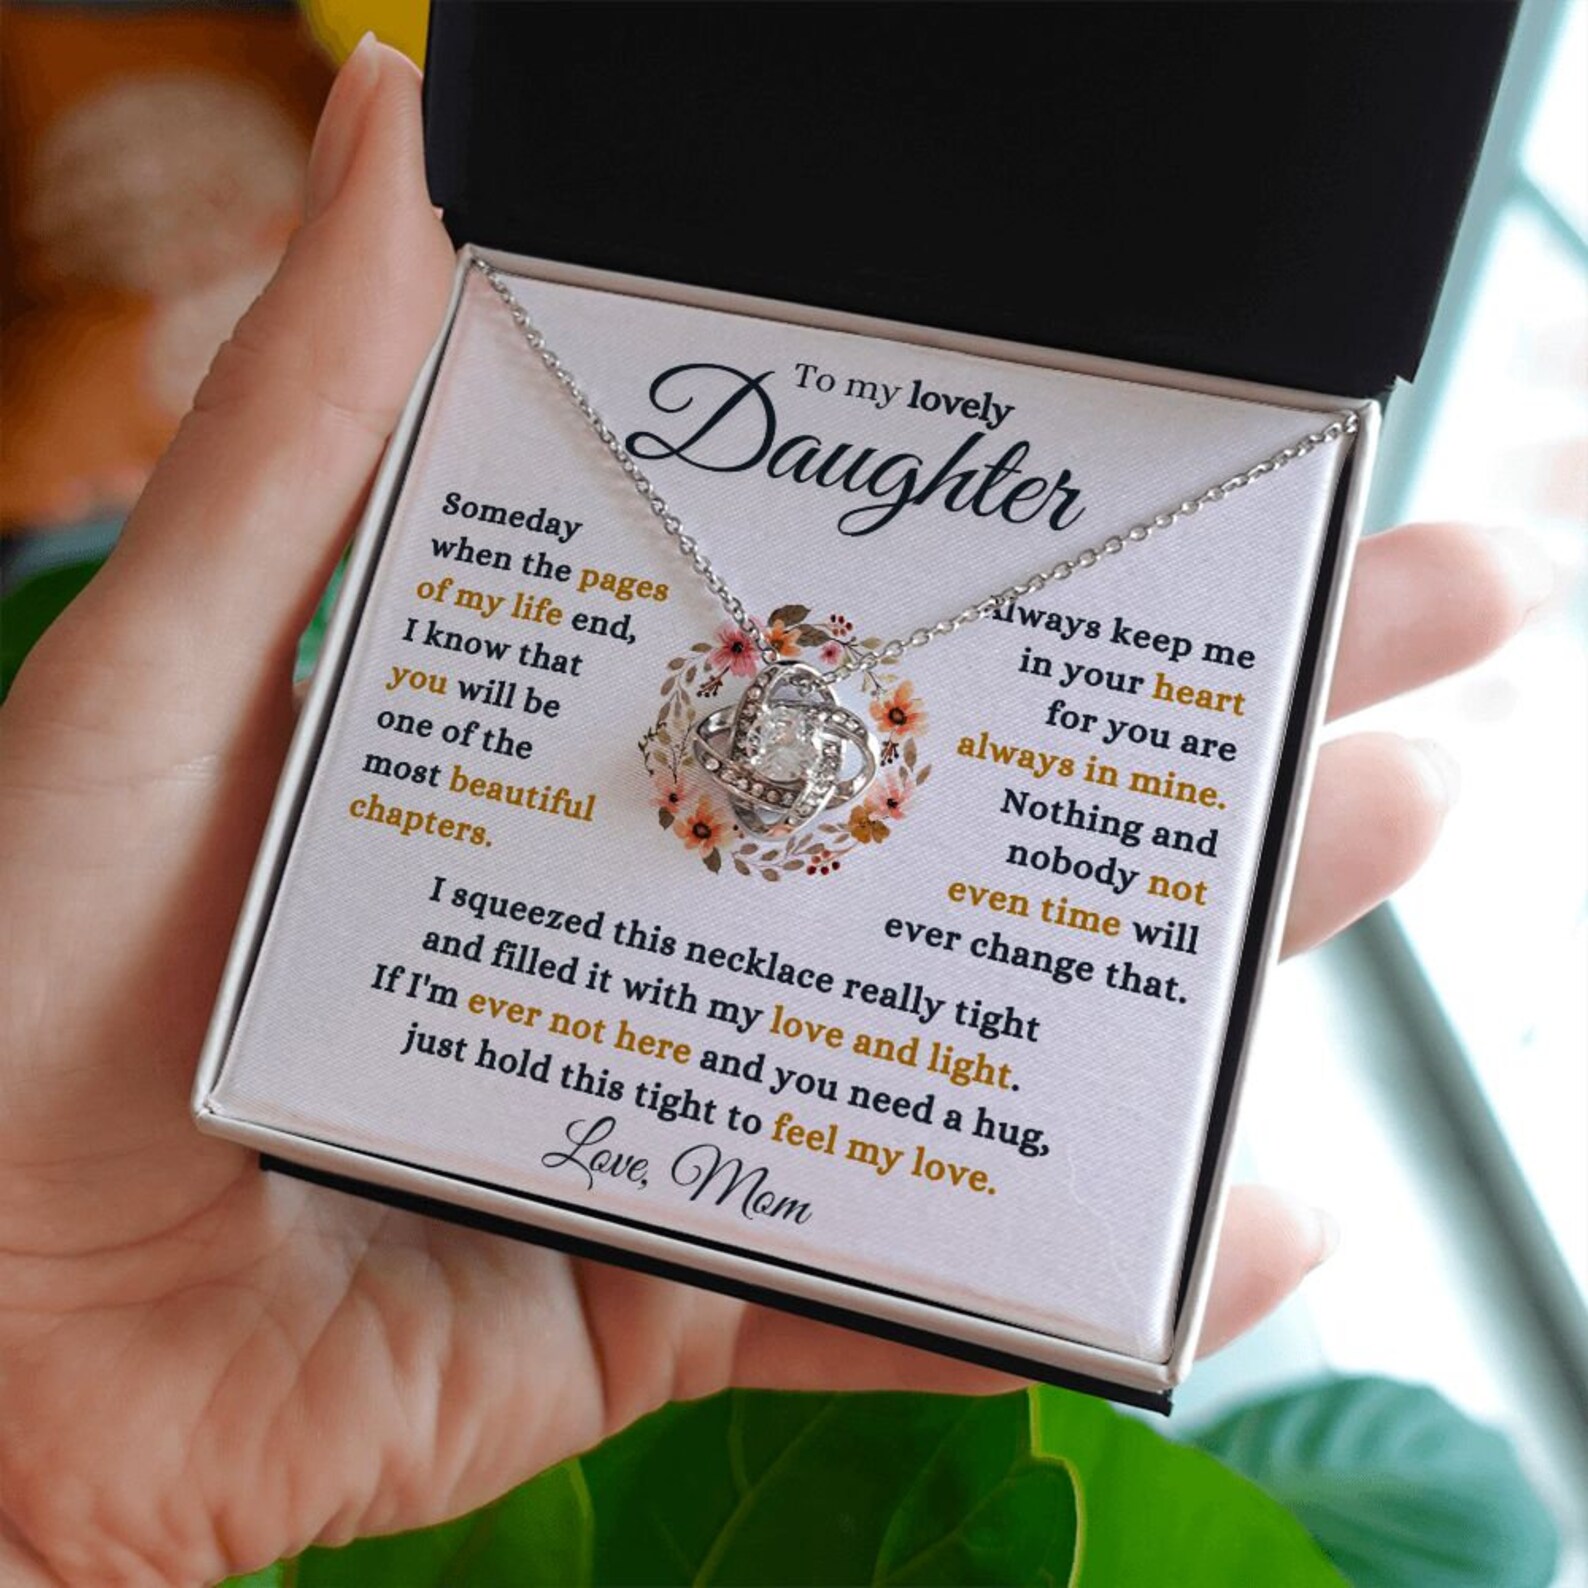 To my lovely
Daughter
Someday
when the pages
of my life end,
I know that
you will be
one of the
most beautiful
chapters.
Always keep me
in your heart
for you are
always in mine.
Nothing and
nobody not
even time will
ever change that.
I squeezed this necklace really tight
and filled it with my love and light.
If I'm ever not here and you need a hug,
just hold this tight to feel my love.
Love, Mom